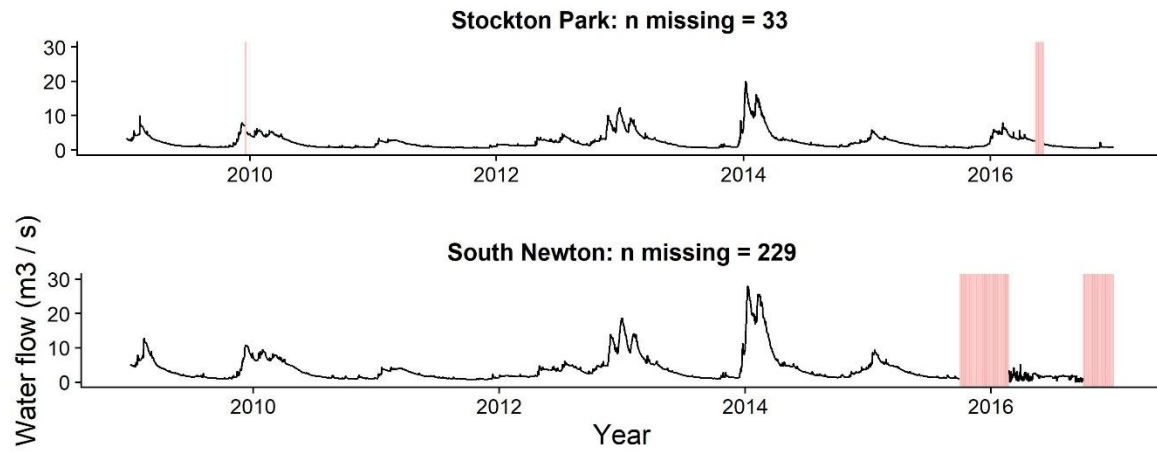 Stockton Park: n missing = 33
30
20
10
0
2010 2012 2014 2016
South Newton: n missing = 229
30
20
10
0
2010 2012 2014 2016
Water flow (m3 / s)
Year